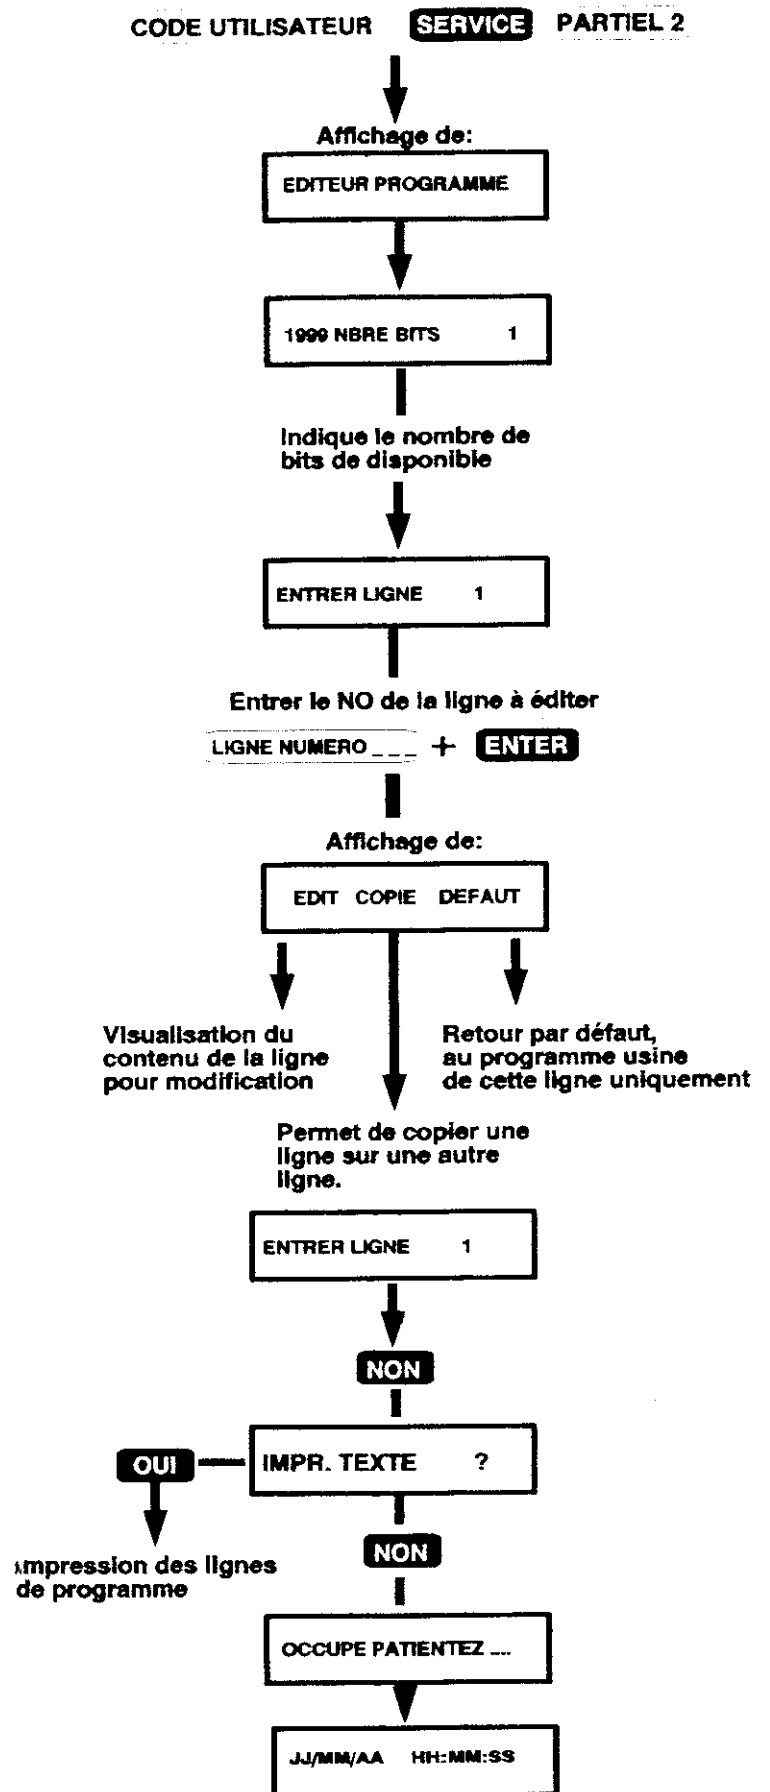 CODE UTILISATEUR SERVICE PARTIEL 2
Affichage de:
EDITEUR PROGRAMME
1999 NBRE BITS 1
Indique le nombre de
bits de disponible
ENTRER LIGNE 1
Entrer le NO de la ligne à éditer
LIGNE NUMERO _ _ _ + ENTER
Affichage de:
EDIT COPIE DEFAUT
Visualisation du
contenu de la ligne
pour modification
Retour par défaut,
au programme usine
de cette ligne uniquement
Permet de copier une
ligne sur une autre
ligne.
ENTRER LIGNE 1
NON
OUI IMPR. TEXTE ?
Impression des lignes
de programme
NON
OCCUPE PATIENTEZ ....
JJ/MM/AA HH:MM:SS